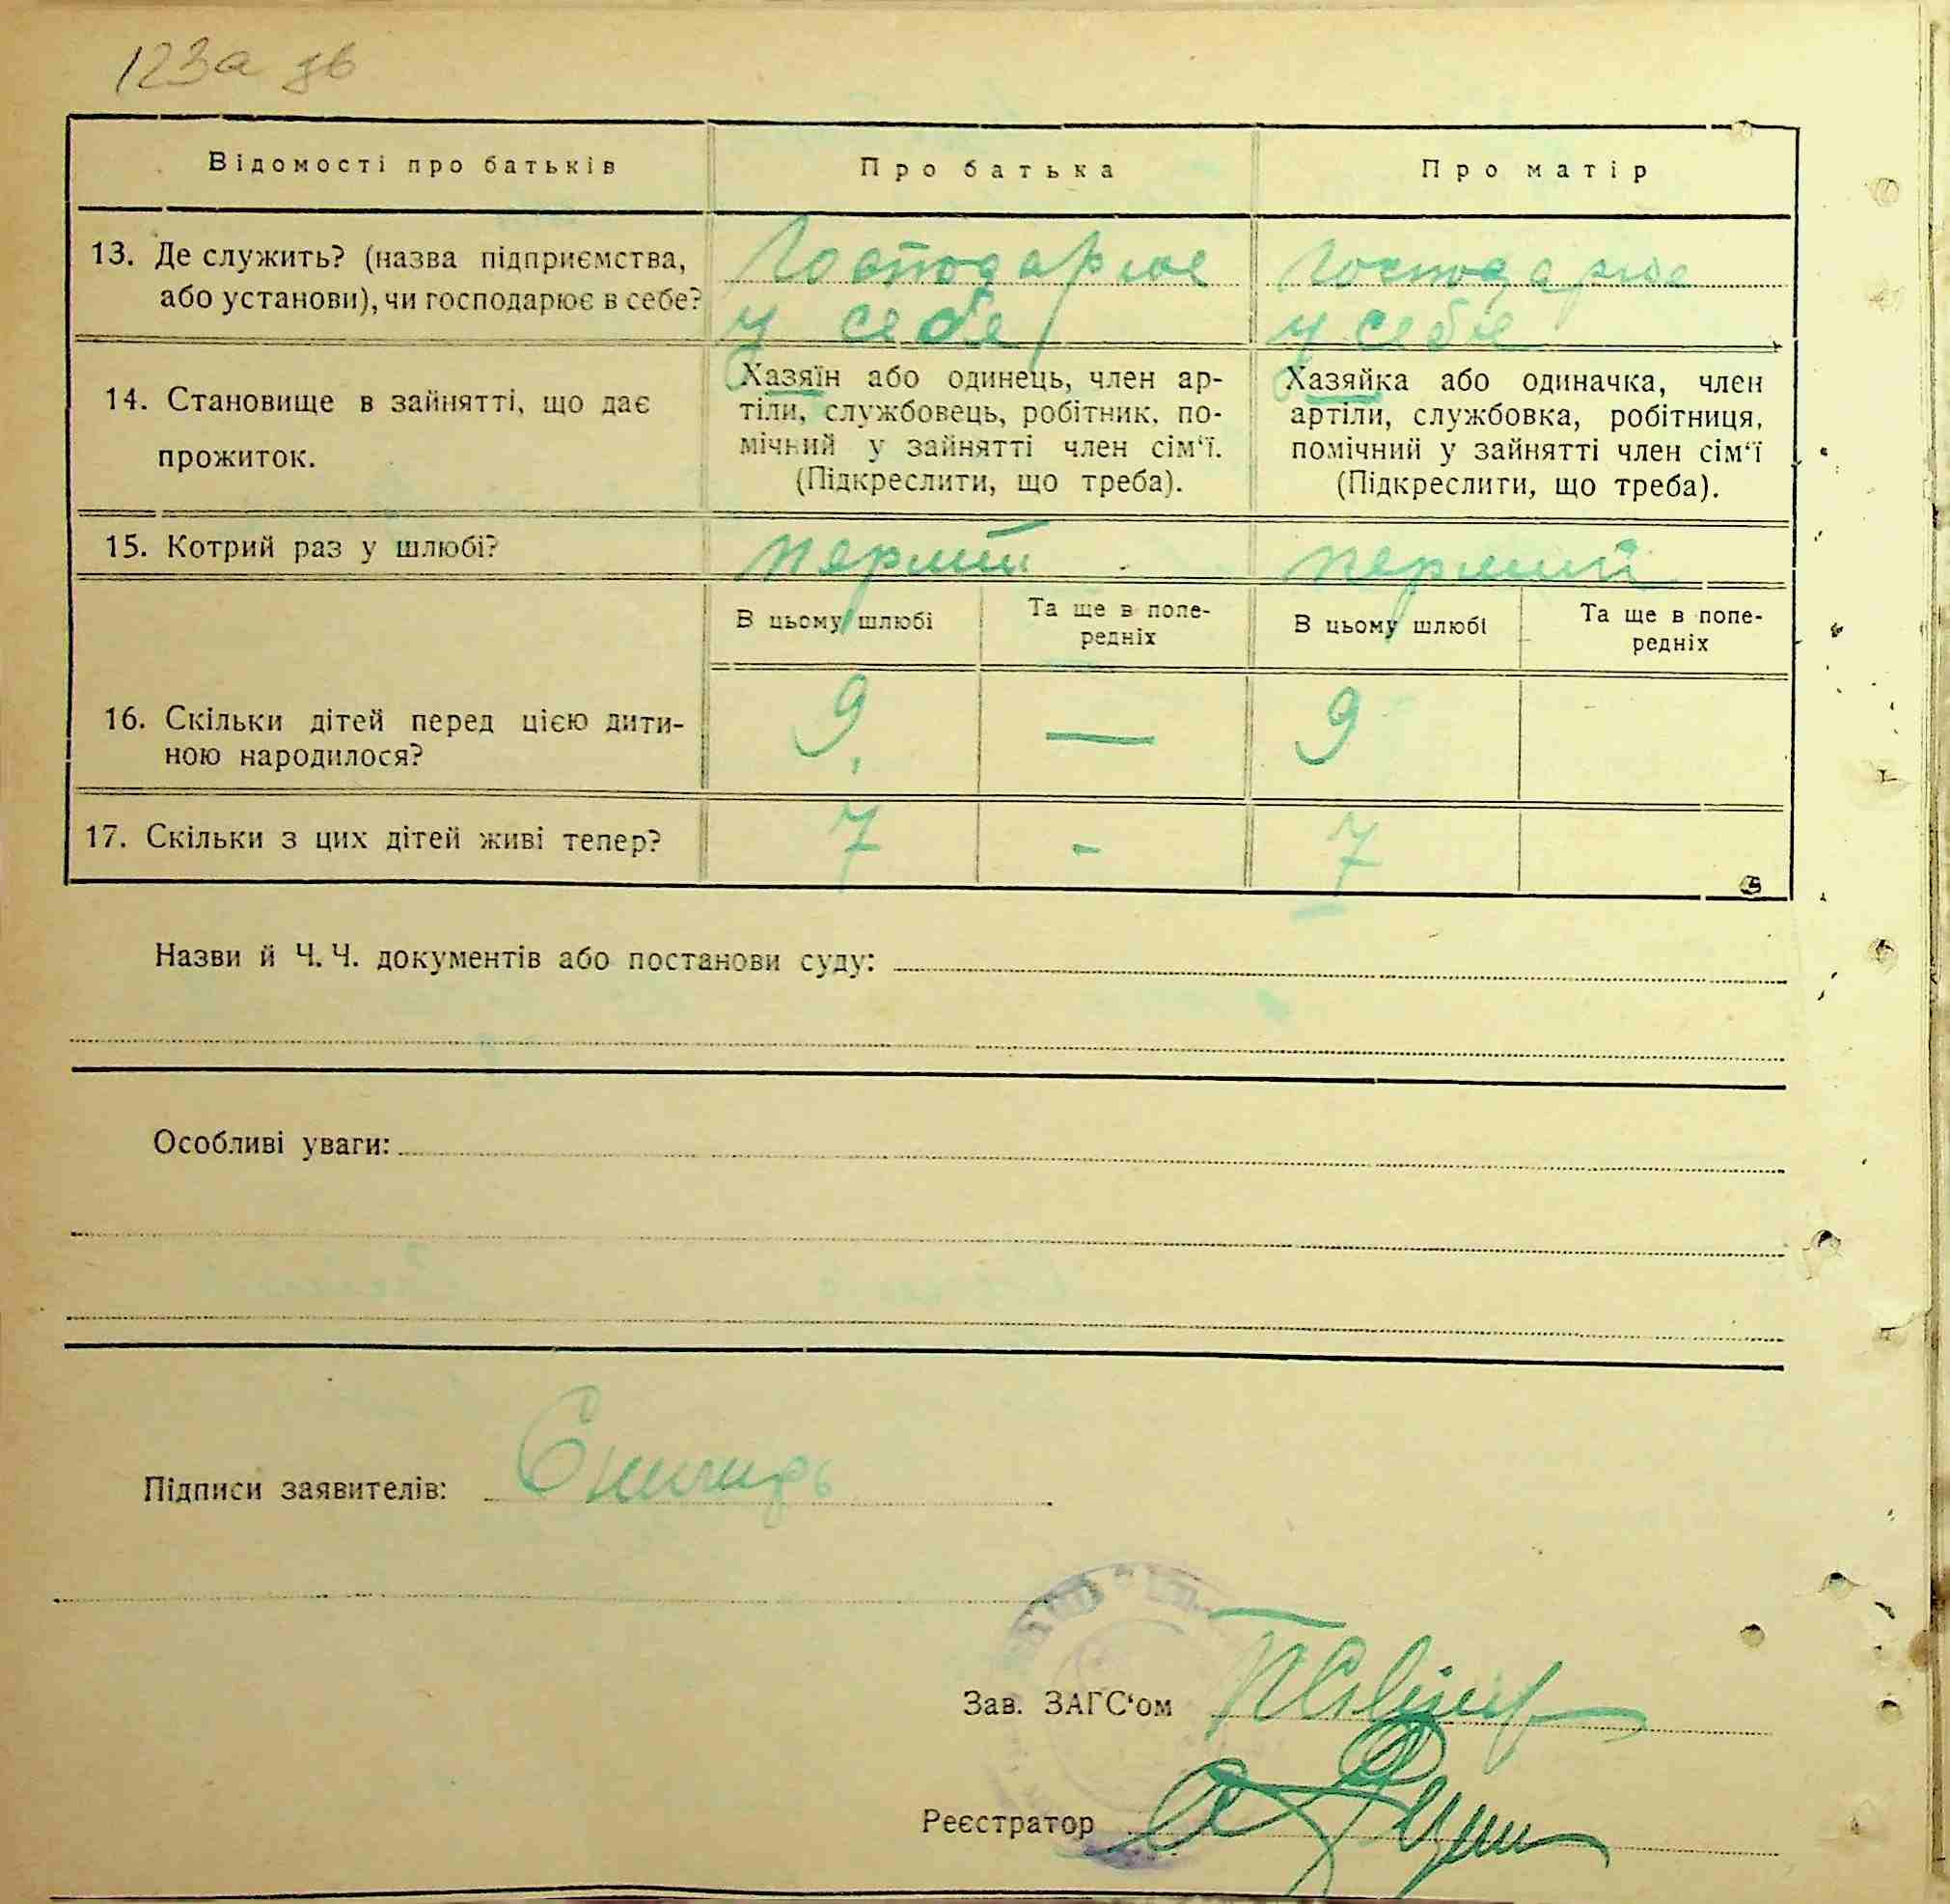 123а зв
Відомості про батьків
Про батька
Про матір
13. Де служить? (назва підприємства,
або установи), чи господарює в себе?
Господарює
у себе
Господарює
у себе
14. Становище в зайнятті, що дає
прожиток.
Хазяїн або одинець, член ар-
тіли, службовець, робітник, по-
мічний у зайнятті член сім‘ї.
(Підкреслити, що треба).
Хазяйка або одиначка, член
артіли, службовка, робітниця,
помічний у зайнятті член сім‘ї
(Підкреслити, що треба).
15. Котрий раз у шлюбі?
перший
перший
В цьому шлюбі
Та ще в попе-
редніх
В цьому шлюбі
Та ще в попе-
редніх
16. Скільки дітей перед цією дити-
ною народилося?
9
—
9
17. Скільки з цих дітей живі тепер?
7
-
7
Назви й Ч. Ч. документів або постанови суду:
Особливі уваги:
Підписи заявителів:
Зав. ЗАГС‘ом
Реєстратор